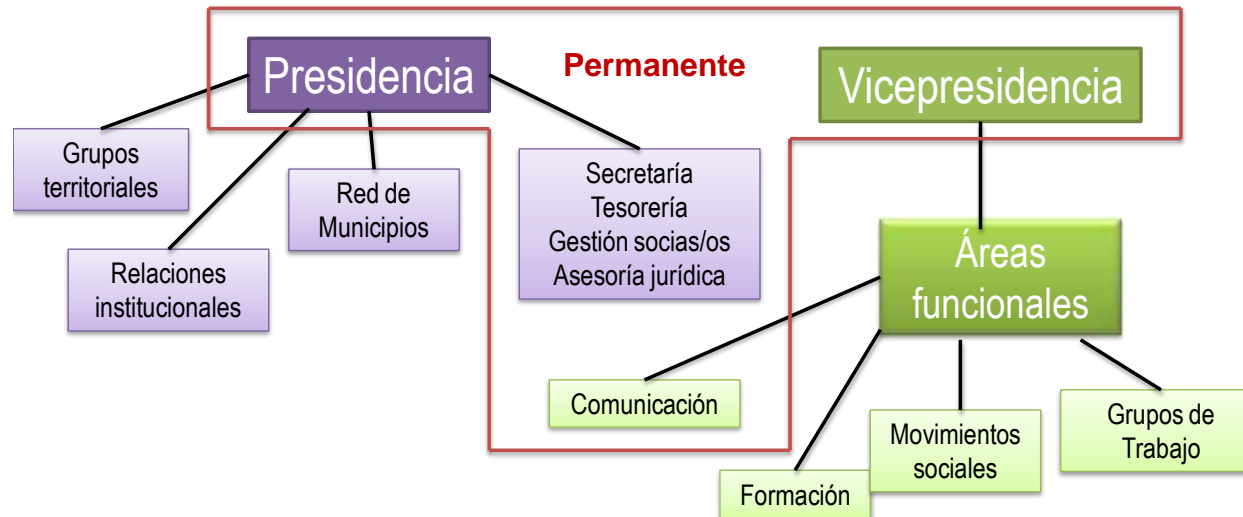 Permanente
Presidencia
Vicepresidencia
Grupos
territoriales
Relaciones
institucionales
Red de
Municipios
Secretaría
Tesorería
Gestión socias/os
Asesoría jurídica
Áreas
funcionales
Comunicación
Formación
Movimientos
sociales
Grupos de
Trabajo